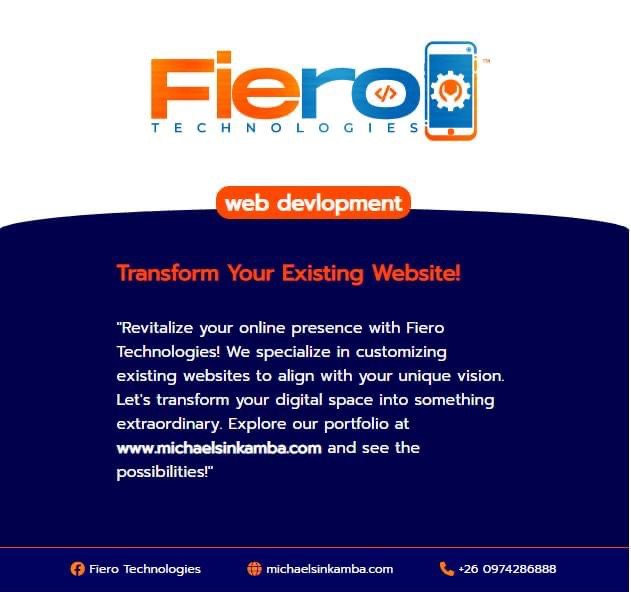 Fiero
TECHNOLOGIES
™
web devlopment
Transform Your Existing Website!
"Revitalize your online presence with Fiero
Technologies! We specialize in customizing
existing websites to align with your unique vision.
Let's transform your digital space into something
extraordinary. Explore our portfolio at
www.michaelsinkamba.com and see the
possibilities!"
Fiero Technologies michaelsinkamba.com +26 0974286888